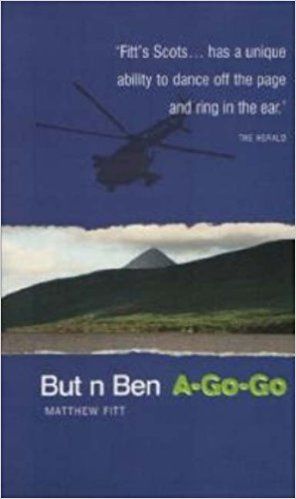 'Fitt's Scots... has a unique
ability to dance off the page
and ring in the ear.'
THE HERALD
But n Ben A-Go-Go
MATTHEW FITT